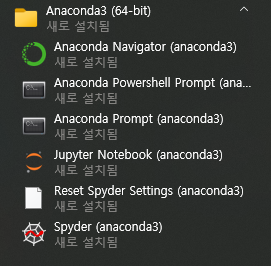 Anaconda3 (64-bit)
새로 설치됨
Anaconda Navigator (anaconda3)
새로 설치됨
Anaconda Powershell Prompt (ana...
새로 설치됨
Anaconda Prompt (anaconda3)
새로 설치됨
Jupyter Notebook (anaconda3)
새로 설치됨
Reset Spyder Settings (anaconda3)
새로 설치됨
Spyder (anaconda3)
새로 설치됨